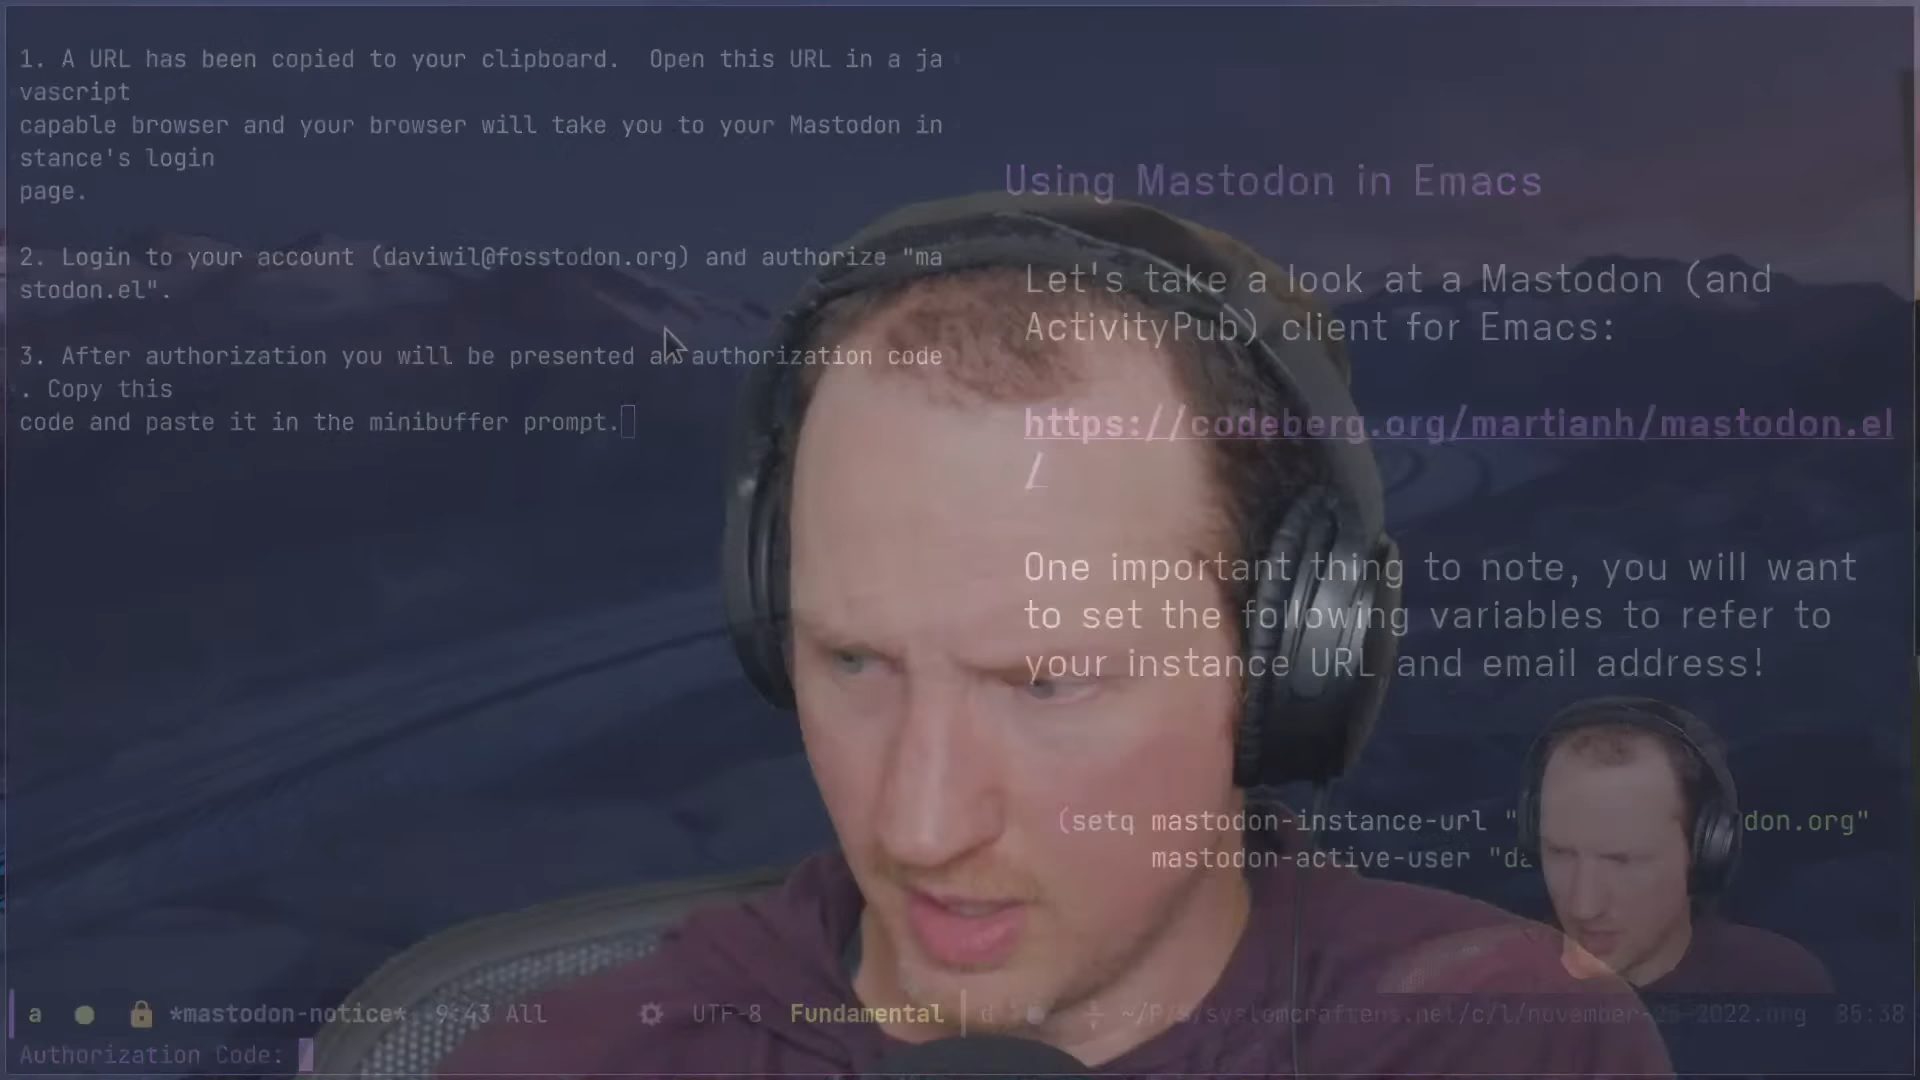 1. A URL has been copied to your clipboard.  Open this URL in a ja
vascript
capable browser and your browser will take you to your Mastodon in
stance's login
page.
2. Login to your account (daviwil@fosstodon.org) and authorize "ma
stodon.el".
3. After authorization you will be presented an authorization code
. Copy this
code and paste it in the minibuffer prompt.
a *mastodon-notice* 9:43 All UTF-8 Fundamental
Authorization Code:
Using Mastodon in Emacs
Let's take a look at a Mastodon (and
ActivityPub) client for Emacs:
https://codeberg.org/martianh/mastodon.el
/
One important thing to note, you will want
to set the following variables to refer to
your instance URL and email address!
(setq mastodon-instance-url " don.org"
mastodon-active-user "da
d 2022.org 85:38